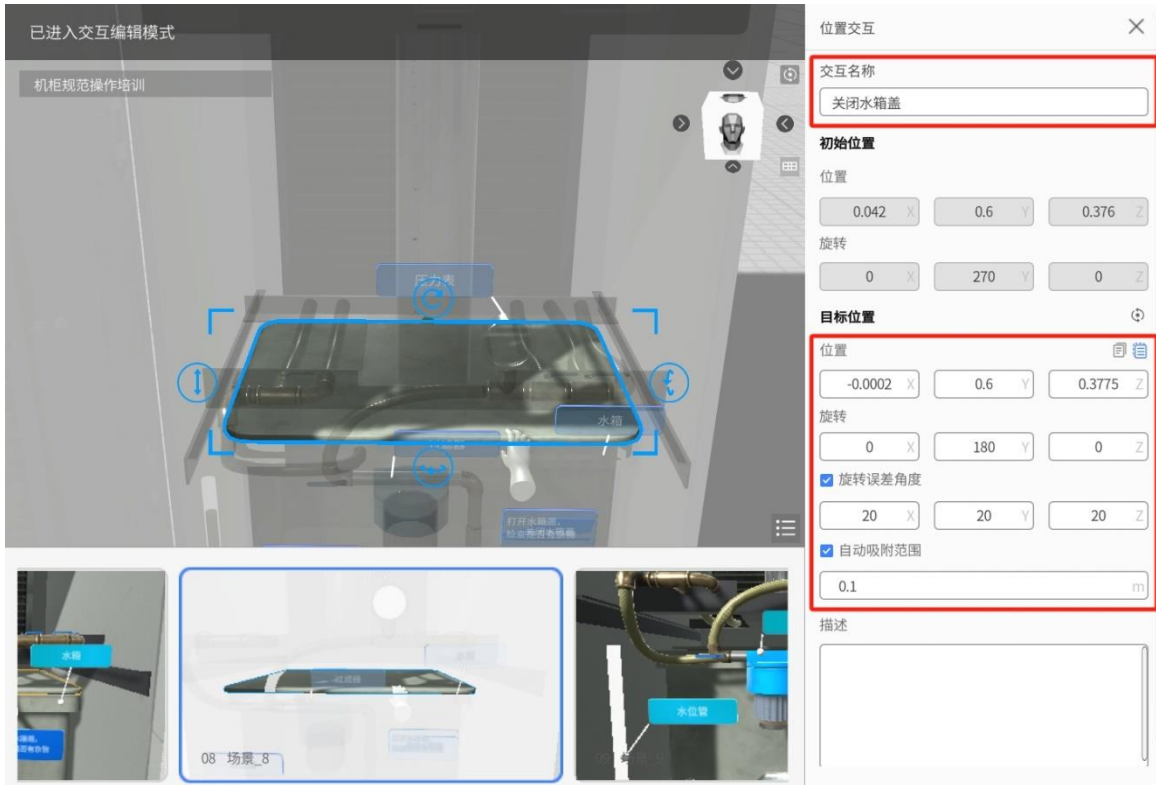 已进入交互编辑模式
机柜规范操作培训
压力表
水箱
打开水箱盖，
位置交互
交互名称
关闭水箱盖
初始位置
位置
0.042 X 0.6 Y 0.376 Z
旋转
0 X 270 Y 0 Z
目标位置
位置
-0.0002 X 0.6 Y 0.3775 Z
旋转
0 X 180 Y 0 Z
旋转误差角度
20 X 20 Y 20 Z
自动吸附范围
0.1 m
描述
水箱
过滤器
水箱
08 场景_8
水位管